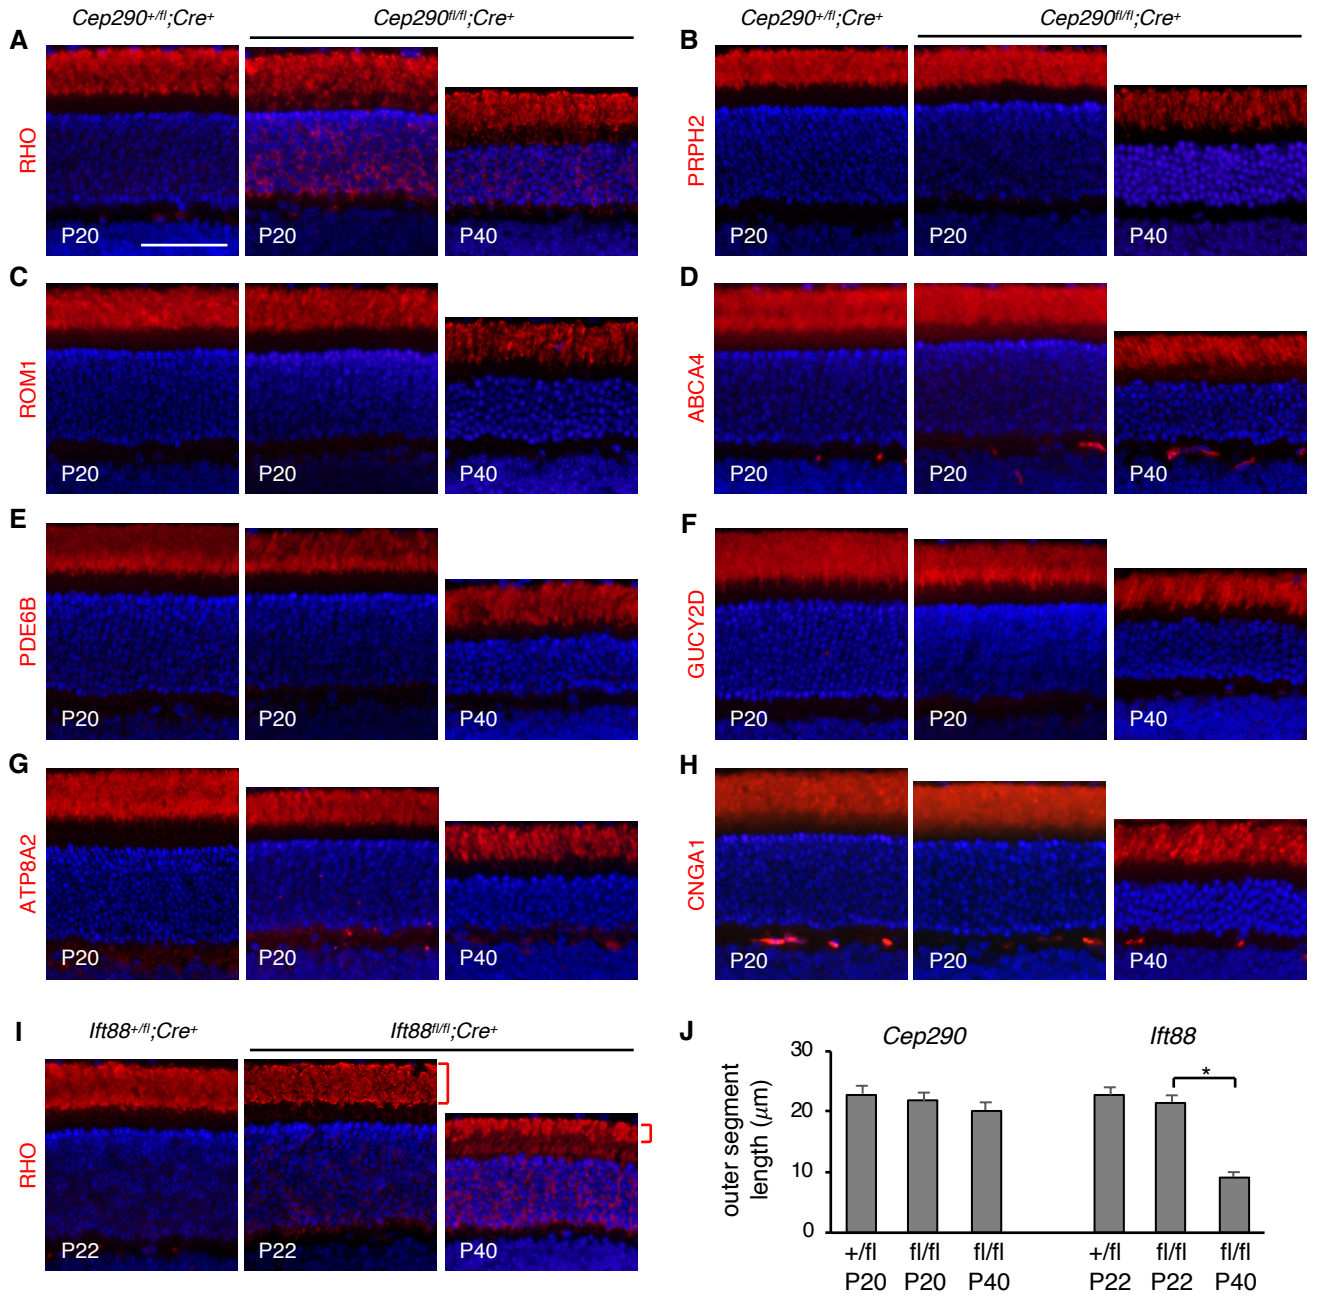 Cep290+/fl;Cre+
Cep290fl/fl;Cre+
Cep290+/fl;Cre+
Cep290fl/fl;Cre+
A
RHO
P20
P20
P40
B
PRPH2
P20
P20
P40
C
ROM1
P20
P20
P40
D
ABCA4
P20
P20
P40
E
PDE6B
P20
P20
P40
F
GUCY2D
P20
P20
P40
G
ATP8A2
P20
P20
P40
H
CNGA1
P20
P20
P40
I
Ift88+/fl;Cre+
Ift88fl/fl;Cre+
RHO
P22
P22
P40
J
Cep290
Ift88
outer segment
length (μm)
30
20
10
0
*
+/fl fl/fl fl/fl +/fl fl/fl fl/fl
P20 P20 P40 P22 P22 P40